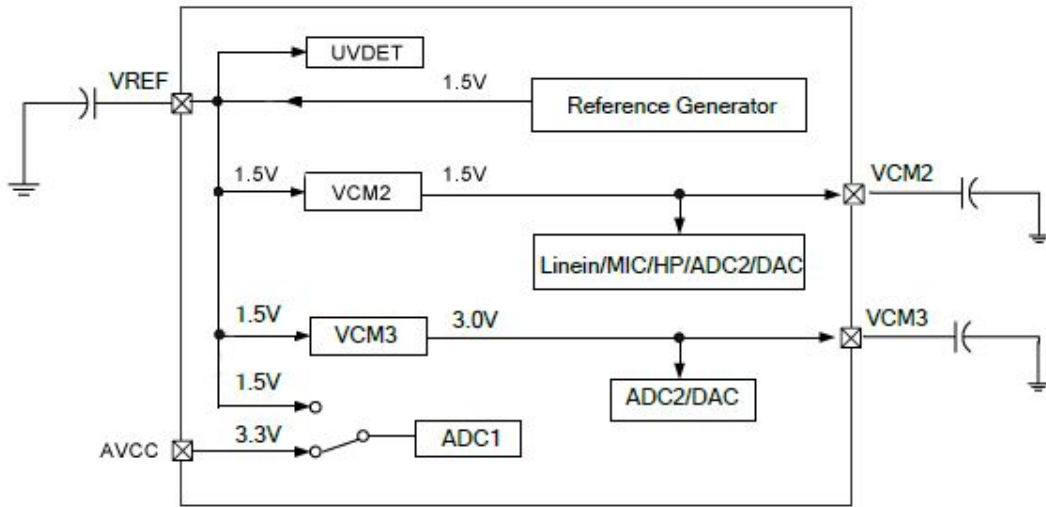 UVDET
VREF
1.5V
Reference Generator
1.5V
VCM2
1.5V
VCM2
Linein/MIC/HP/ADC2/DAC
1.5V
VCM3
3.0V
VCM3
1.5V
ADC2/DAC
AVCC
3.3V
ADC1